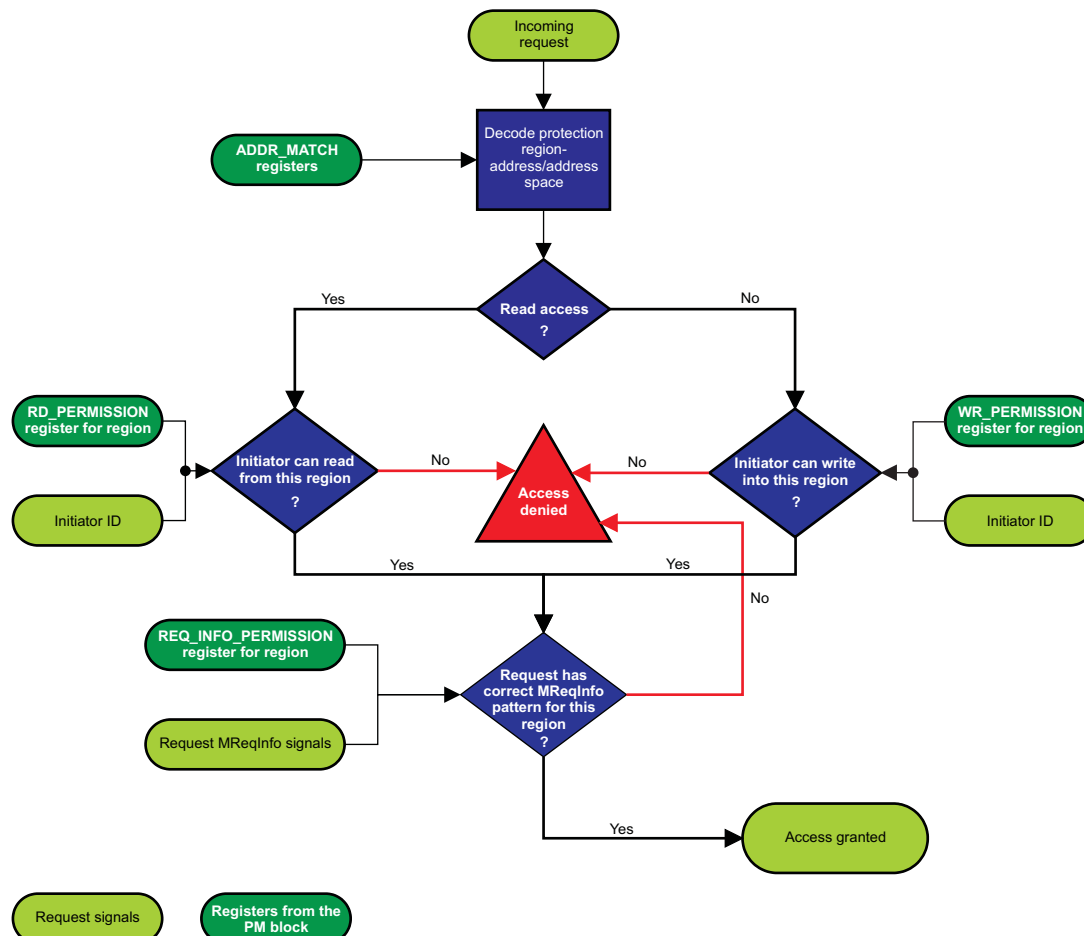 Incoming
request
Decode protection
region-
address/address
space
ADDR_MATCH
registers
Yes
No
Read access
?
RD_PERMISSION
register for region
WR_PERMISSION
register for region
Initiator can read
from this region
?
No
No
Initiator can write
into this region
?
Access
denied
Initiator ID
Initiator ID
Yes
Yes
No
REQ_INFO_PERMISSION
register for region
Request has
correct MReqInfo
pattern for this
region
?
Request MReqInfo signals
Yes
Access granted
Request signals
Registers from the
PM block